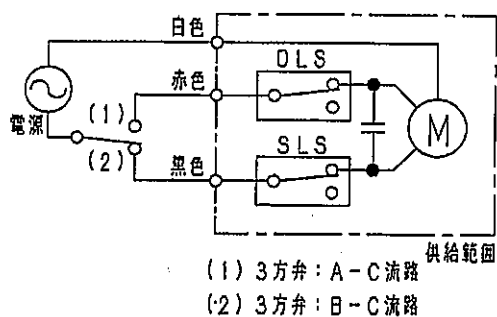 白色
DLS
赤色
(1)
電源
(2)
M
SLS
黒色
供給範囲
(1) 3方弁:A-C流路
(2) 3方弁:B-C流路